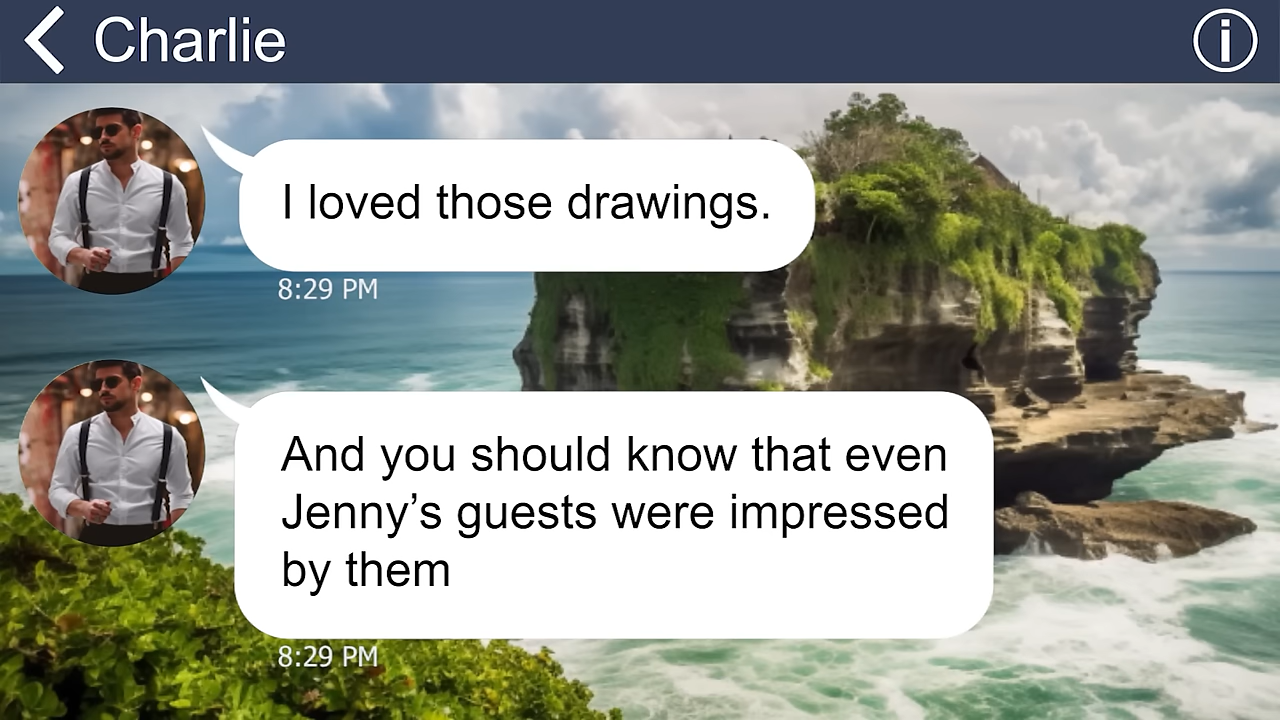 Charlie
I loved those drawings.
8:29 PM
And you should know that even
Jenny’s guests were impressed
by them
8:29 PM